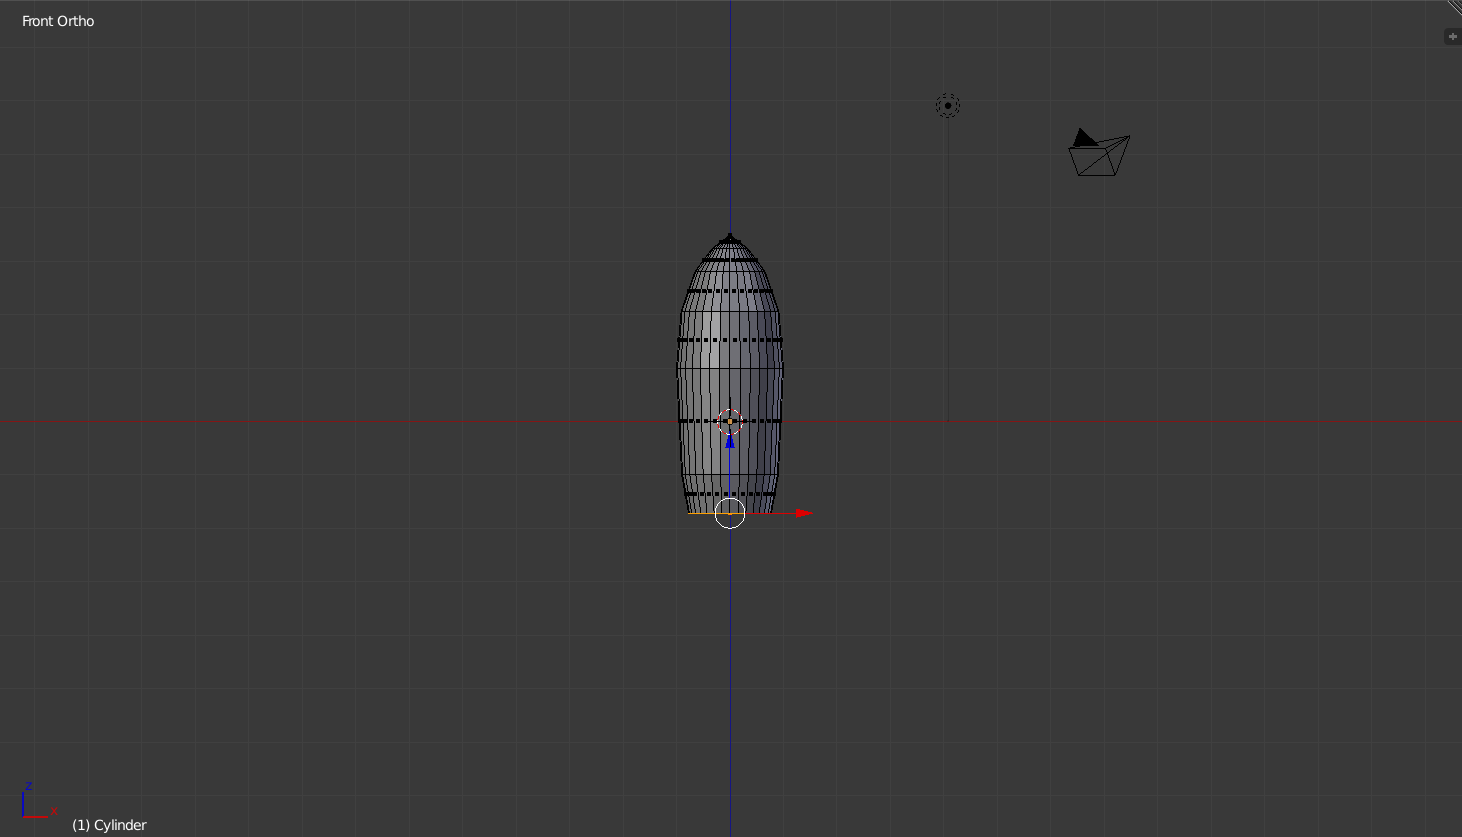 Front Ortho
z
x
(1) Cylinder